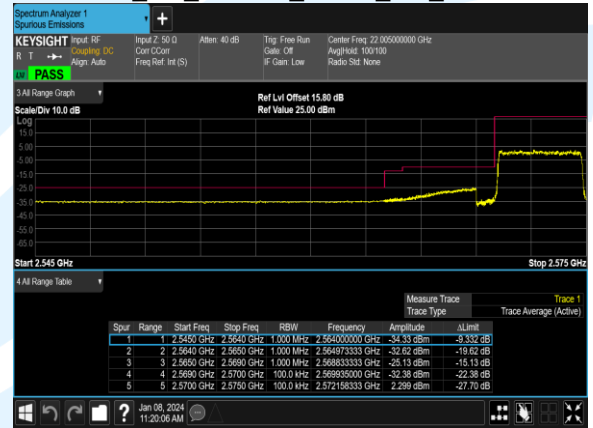 Spectrum Analyzer 1
Spurious Emissions
KEYSIGHT
R T
LXI PASS
Input: RF
Coupling: DC
Align: Auto
Input Z: 50 Ω
Corr CCorr
Freq Ref: Int (S)
Atten: 40 dB
Trig: Free Run
Gate: Off
IF Gain: Low
Center Freq: 22.005000000 GHz
Avg|Hold: 100/100
Radio Std: None
3 All Range Graph
Scale/Div 10.0 dB
Ref Lvl Offset 15.80 dB
Ref Value 25.00 dBm
Log
15.0
5.00
-5.00
-15.0
-25.0
-35.0
-45.0
-55.0
-65.0
Start 2.545 GHz Stop 2.575 GHz
4 All Range Table
Measure Trace Trace 1
Trace Type Trace Average (Active)
Spur Range Start Freq Stop Freq RBW Frequency Amplitude ΔLimit
1 1 2.5450 GHz 2.5640 GHz 1.000 MHz 2.564000000 GHz -34.33 dBm -9.332 dB
2 2 2.5640 GHz 2.5650 GHz 1.000 MHz 2.564973333 GHz -32.62 dBm -19.62 dB
3 3 2.5650 GHz 2.5690 GHz 1.000 MHz 2.568833333 GHz -25.13 dBm -15.13 dB
4 4 2.5690 GHz 2.5700 GHz 100.0 kHz 2.569935000 GHz -32.38 dBm -22.38 dB
5 5 2.5700 GHz 2.5750 GHz 100.0 kHz 2.572158333 GHz 2.299 dBm -27.70 dB
?
Jan 08, 2024
11:20:06 AM